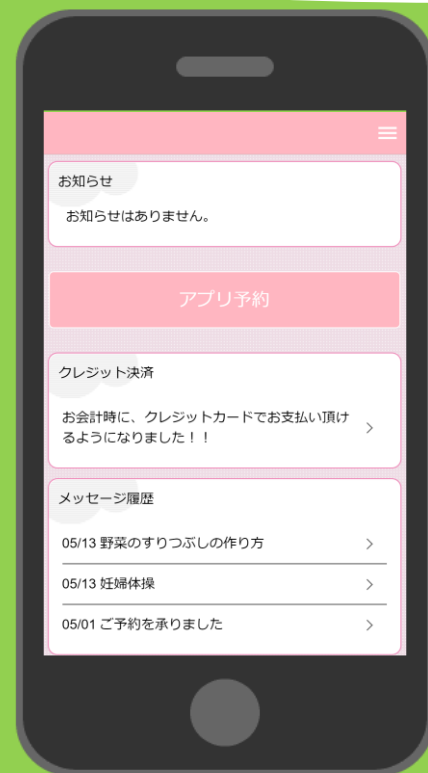 お知らせ
お知らせはありません。
アプリ予約
クレジット決済
お会計時に、クレジットカードでお支払い頂け
るようになりました！！
メッセージ履歴
05/13 野菜のすりつぶしの作り方
05/13 妊婦体操
05/01 ご予約を承りました